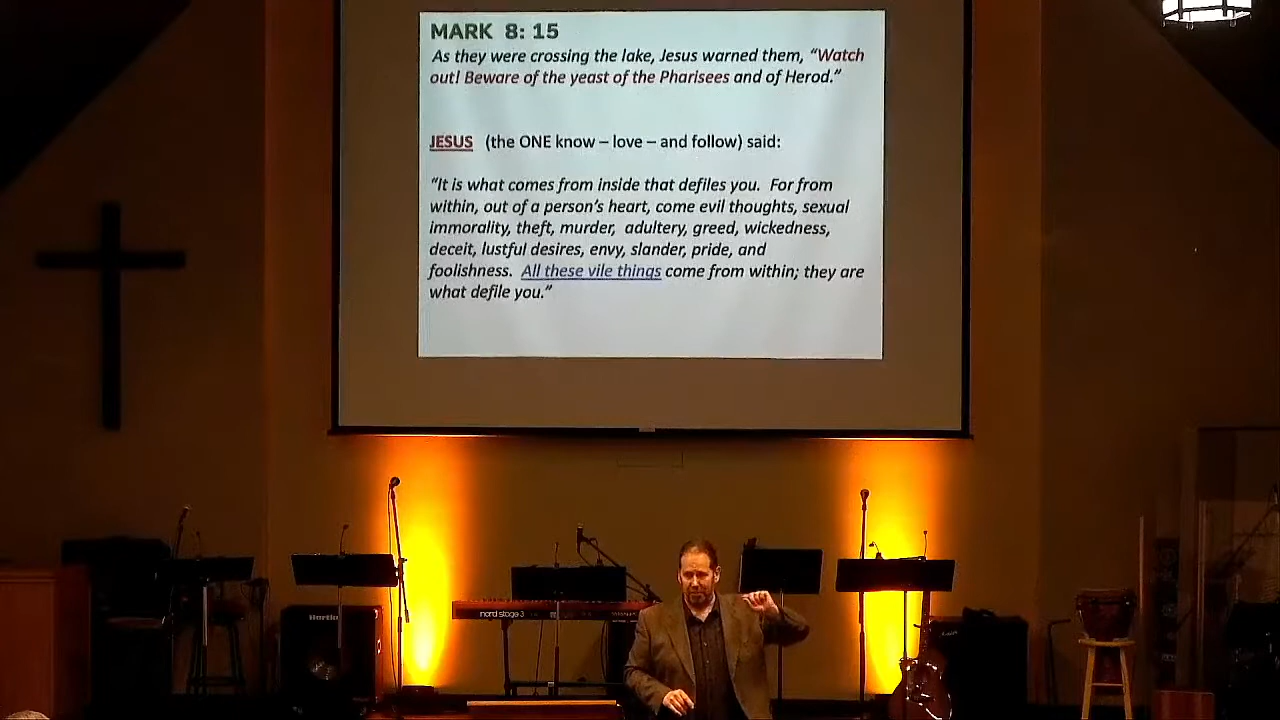 MARK 8: 15
As they were crossing the lake, Jesus warned them, “Watch
out! Beware of the yeast of the Pharisees and of Herod.”
JESUS (the ONE know – love – and follow) said:
“It is what comes from inside that defiles you. For from
within, out of a person’s heart, come evil thoughts, sexual
immorality, theft, murder, adultery, greed, wickedness,
deceit, lustful desires, envy, slander, pride, and
foolishness. All these vile things come from within; they are
what defile you.”
nord stage 3
Hartke